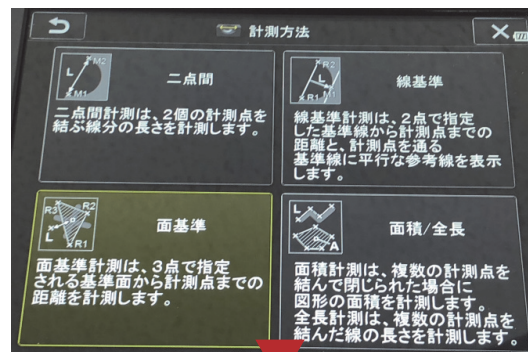 計測方法
M2
L
M1
二点間
二点間計測は、2個の計測点を
結ぶ線分の長さを計測します。
R2
L
R1
M1
線基準
線基準計測は、2点で指定
した基準線から計測点までの
距離と、計測点を通る
基準線に平行な参考線を表示
します。
R3
R2
L
R1
面基準
面基準計測は、3点で指定
される基準面から計測点までの
距離を計測します。
L
A
面積/全長
面積計測は、複数の計測点を
結んで閉じられた場合に
図形の面積を計測します。
全長計測は、複数の計測点を
結んだ線の長さを計測します。